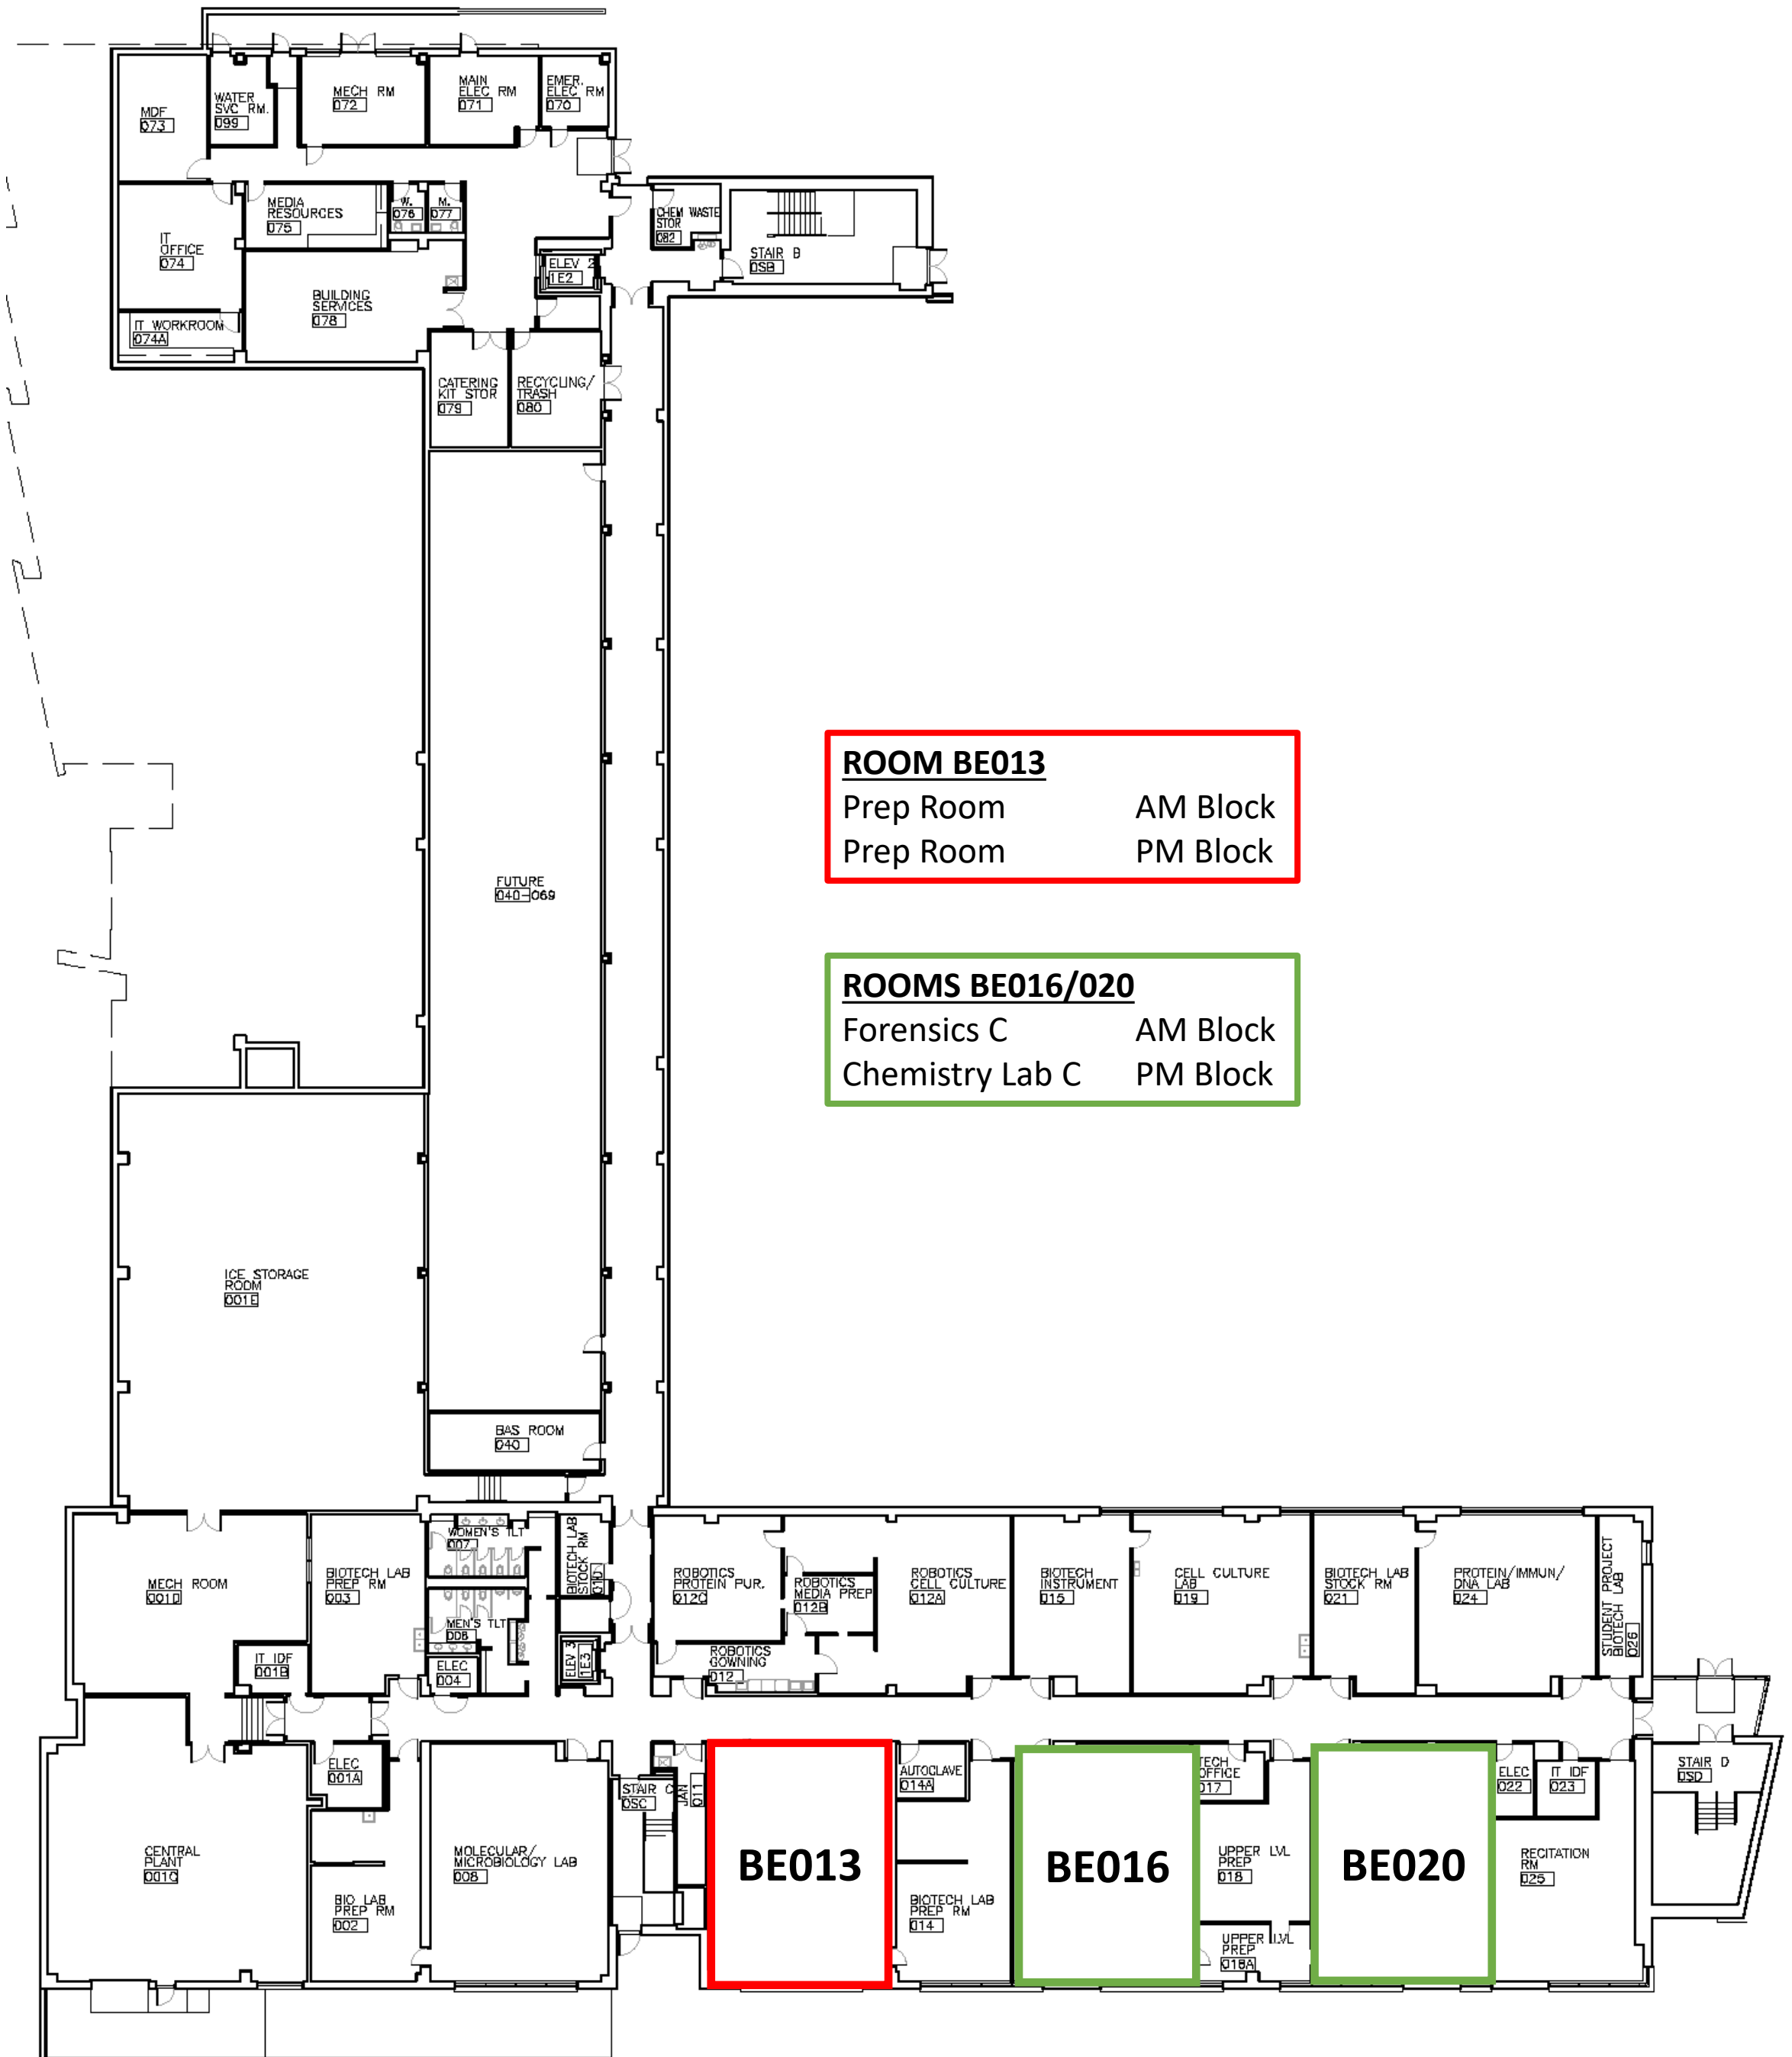 MDF
073
WATER
SVC RM.
099
MECH RM
072
MAIN
ELEC RM
071
EMER.
ELEC RM
070
IT
OFFICE
074
MEDIA
RESOURCES
075
W.
076
M.
077
CHEM WASTE
STOR
082
STAIR B
0SB
ELEV 2
1E2
BUILDING
SERVICES
078
IT WORKROOM
074A
CATERING
KIT STOR
079
RECYCLING/
TRASH
080
ROOM BE013
Prep Room AM Block
Prep Room PM Block
FUTURE
040-069
ROOMS BE016/020
Forensics C AM Block
Chemistry Lab C PM Block
ICE STORAGE
ROOM
001E
BAS ROOM
040
MECH ROOM
001D
BIOTECH LAB
PREP RM
003
WOMEN'S TLT
007
MEN'S TLT
006
BIOTECH LAB
STOCK RM
010
ELEV 3
1E3
IT IDF
001B
ELEC
004
ROBOTICS
PROTEIN PUR.
012C
ROBOTICS
MEDIA PREP
012B
ROBOTICS
CELL CULTURE
012A
ROBOTICS
GOWNING
012
BIOTECH
INSTRUMENT
015
CELL CULTURE
LAB
019
BIOTECH LAB
STOCK RM
021
PROTEIN/IMMUN/
DNA LAB
024
STUDENT PROJECT
BIOTECH LAB
026
ELEC
001A
CENTRAL
PLANT
001C
BIO LAB
PREP RM
002
MOLECULAR/
MICROBIOLOGY LAB
008
STAIR C
0SC
JAN
011
BE013
AUTOCLAVE
014A
BIOTECH LAB
PREP RM
014
BE016
TECH
OFFICE
017
UPPER LVL
PREP
018
UPPER LVL
PREP
018A
BE020
ELEC
022
IT IDF
023
RECITATION
RM
025
STAIR D
0SD